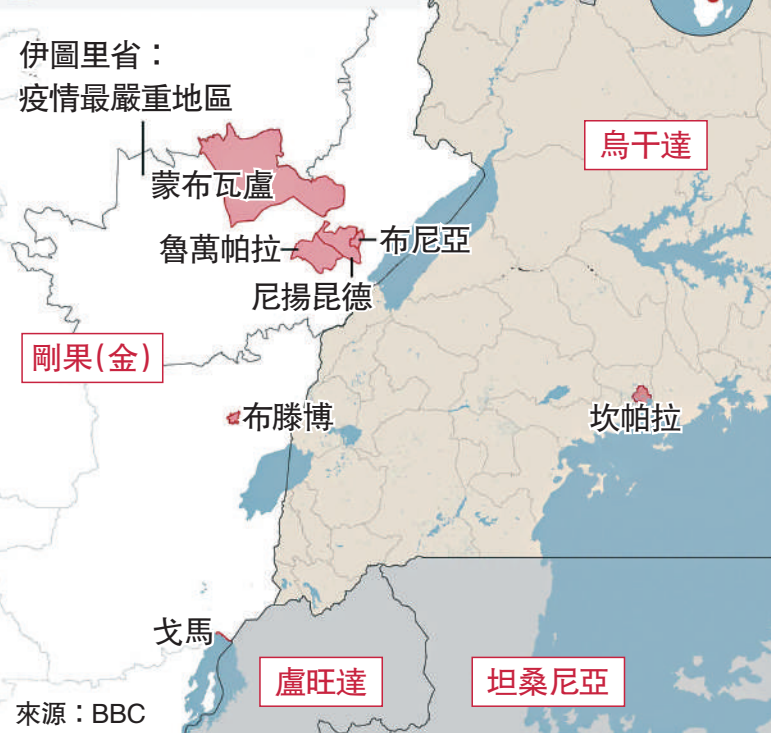 伊圖里省：
疫情最嚴重地區
烏干達
蒙布瓦盧
魯萬帕拉
布尼亞
尼揚昆德
剛果(金)
布滕博
坎帕拉
戈馬
盧旺達
坦桑尼亞
來源：BBC